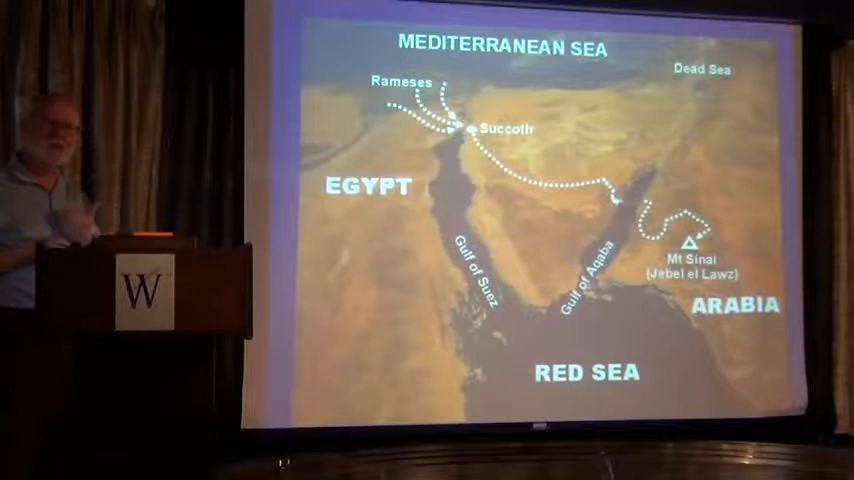 MEDITERRANEAN SEA
Dead Sea
Rameses
Succoth
EGYPT
Gulf of Suez
Gulf of Aqaba
Mt Sinai
(Jebel el Lawz)
ARABIA
RED SEA
W